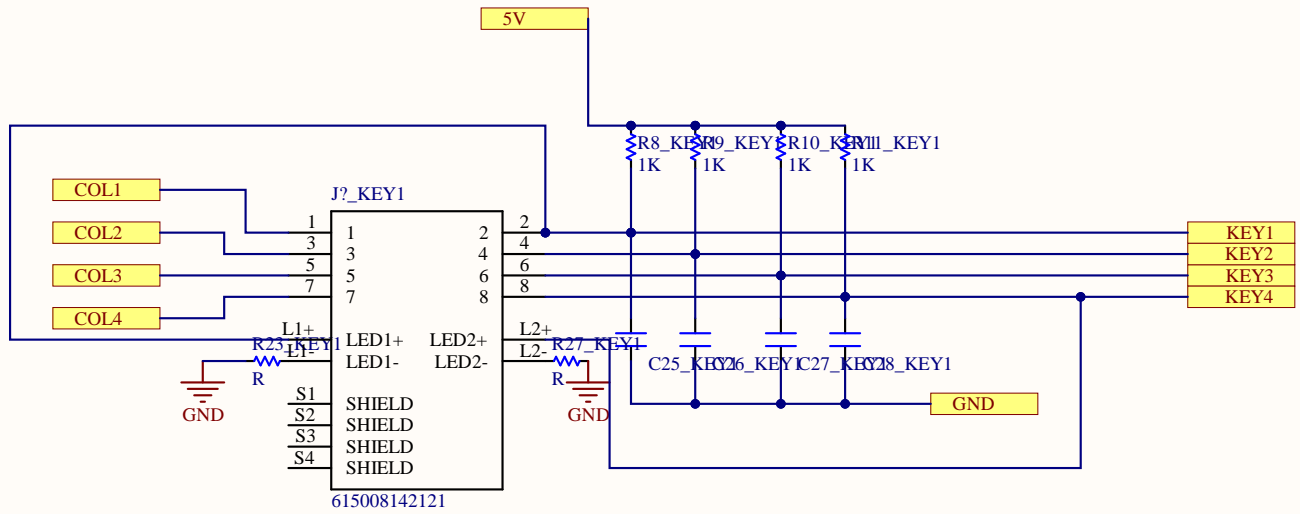 5V
R8_KEY1
R9_KEY1
R10_KEY1
R11_KEY1
1K
1K
1K
1K
COL1
COL2
COL3
COL4
J?_KEY1
1
3
5
7
1
3
5
7
2
4
6
8
2
4
6
8
KEY1
KEY2
KEY3
KEY4
L1+
L1-
R23_KEY1
R
GND
LED1+
LED1-
LED2+
LED2-
L2+
L2-
R27_KEY1
R
GND
C25_KEY1
C26_KEY1
C27_KEY1
C28_KEY1
GND
S1
S2
S3
S4
SHIELD
SHIELD
SHIELD
SHIELD
615008142121